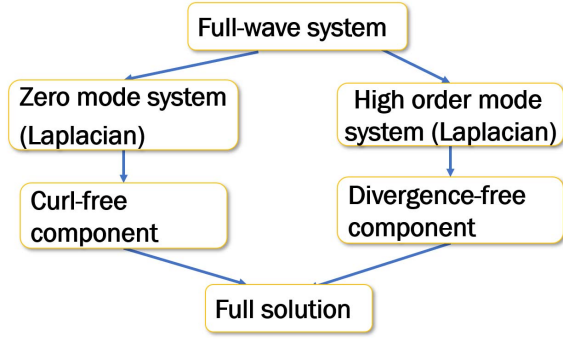 Full-wave system
Zero mode system
(Laplacian)
High order mode
system (Laplacian)
Curl-free
component
Divergence-free
component
Full solution